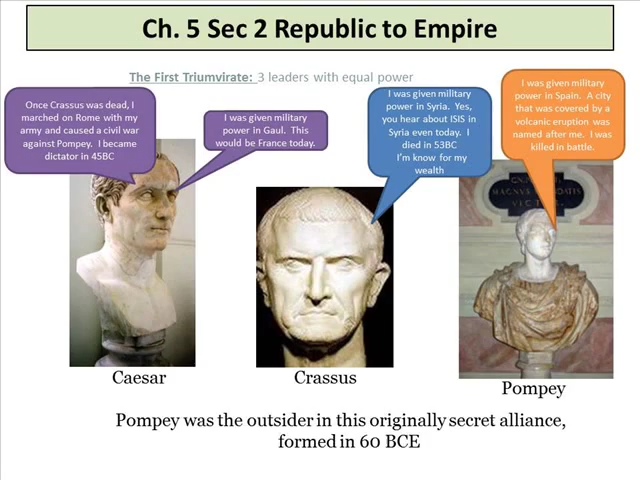 Ch. 5 Sec 2 Republic to Empire
The First Triumvirate: 3 leaders with equal power
Once Crassus was dead, I
marched on Rome with my
army and caused a civil war
against Pompey. I became
dictator in 45BC
I was given military
power in Gaul. This
would be France today.
I was given military
power in Syria. Yes,
you hear about ISIS in
Syria even today. I
died in 53BC
I'm know for my
wealth
I was given military
power in Spain. A city
that was covered by a
volcanic eruption was
named after me. I was
killed in battle.
MAGNVS
VICTOR
Caesar
Crassus
Pompey
Pompey was the outsider in this originally secret alliance,
formed in 60 BCE